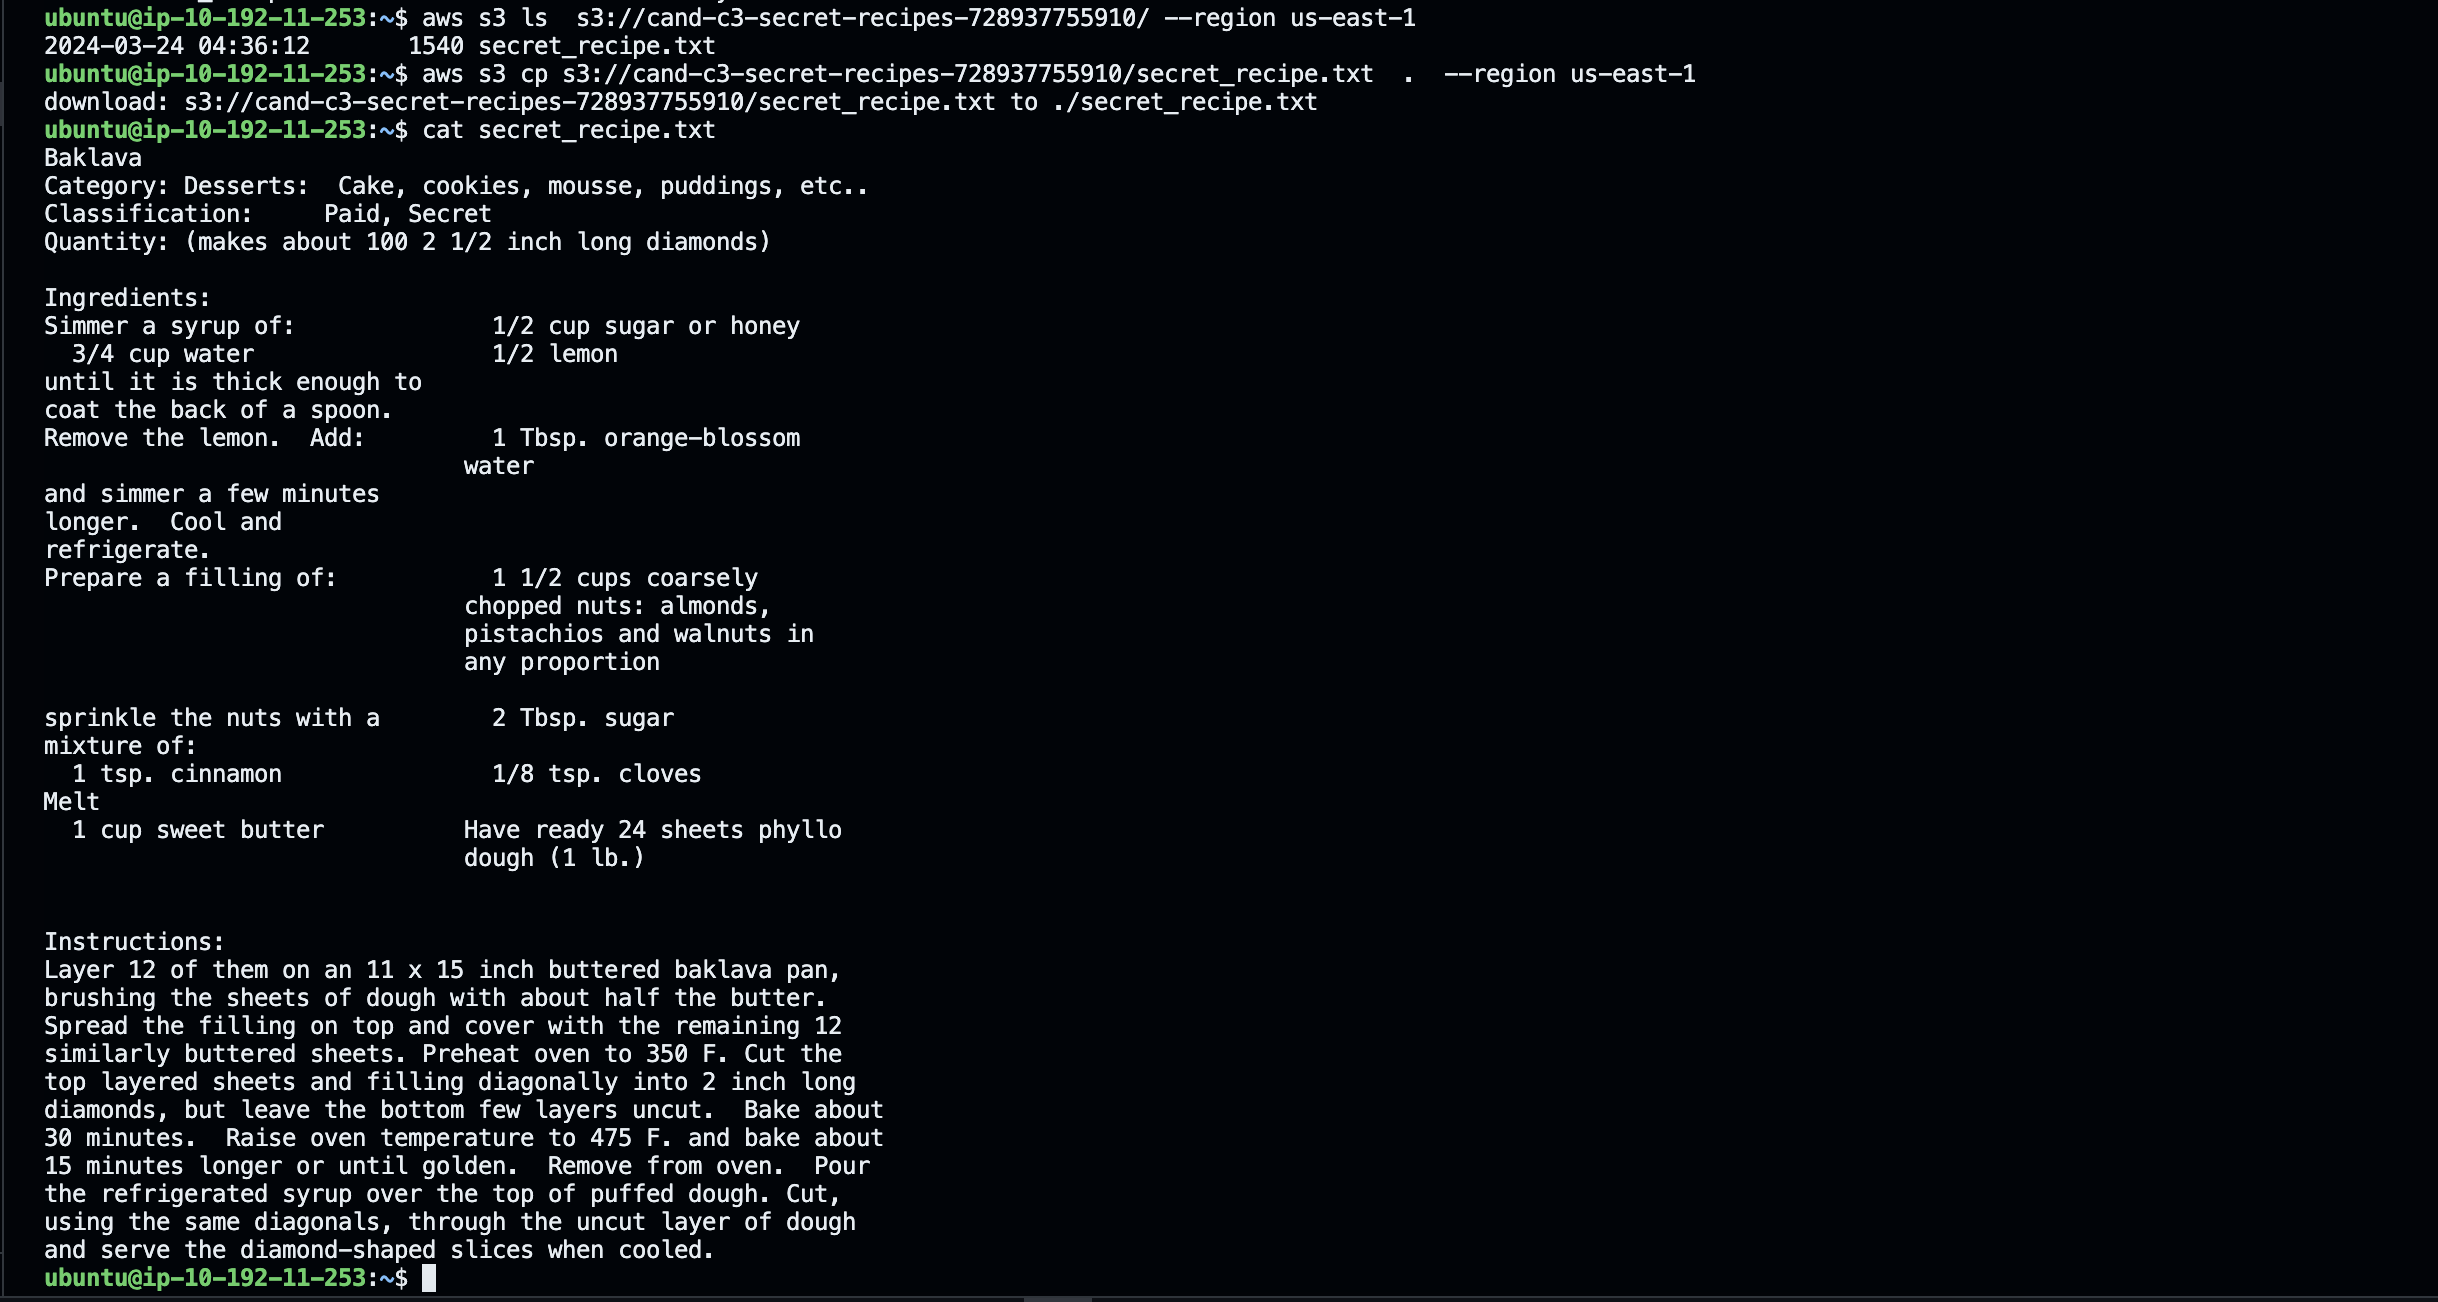 ubuntu@ip-10-192-11-253:~$ aws s3 ls  s3://cand-c3-secret-recipes-728937755910/ --region us-east-1
2024-03-24 04:36:12       1540 secret_recipe.txt
ubuntu@ip-10-192-11-253:~$ aws s3 cp s3://cand-c3-secret-recipes-728937755910/secret_recipe.txt  .  --region us-east-1
download: s3://cand-c3-secret-recipes-728937755910/secret_recipe.txt to ./secret_recipe.txt
ubuntu@ip-10-192-11-253:~$ cat secret_recipe.txt
Baklava
Category: Desserts:  Cake, cookies, mousse, puddings, etc..
Classification:     Paid, Secret
Quantity: (makes about 100 2 1/2 inch long diamonds)

Ingredients:
Simmer a syrup of:              1/2 cup sugar or honey
  3/4 cup water                 1/2 lemon
until it is thick enough to
coat the back of a spoon.
Remove the lemon.  Add:         1 Tbsp. orange-blossom
                              water
and simmer a few minutes
longer.  Cool and
refrigerate.
Prepare a filling of:           1 1/2 cups coarsely
                              chopped nuts: almonds,
                              pistachios and walnuts in
                              any proportion

sprinkle the nuts with a        2 Tbsp. sugar
mixture of:
  1 tsp. cinnamon               1/8 tsp. cloves
Melt
  1 cup sweet butter          Have ready 24 sheets phyllo
                              dough (1 lb.)

Instructions:
Layer 12 of them on an 11 x 15 inch buttered baklava pan,
brushing the sheets of dough with about half the butter.
Spread the filling on top and cover with the remaining 12
similarly buttered sheets. Preheat oven to 350 F. Cut the
top layered sheets and filling diagonally into 2 inch long
diamonds, but leave the bottom few layers uncut.  Bake about
30 minutes.  Raise oven temperature to 475 F. and bake about
15 minutes longer or until golden.  Remove from oven.  Pour
the refrigerated syrup over the top of puffed dough. Cut,
using the same diagonals, through the uncut layer of dough
and serve the diamond-shaped slices when cooled.
ubuntu@ip-10-192-11-253:~$